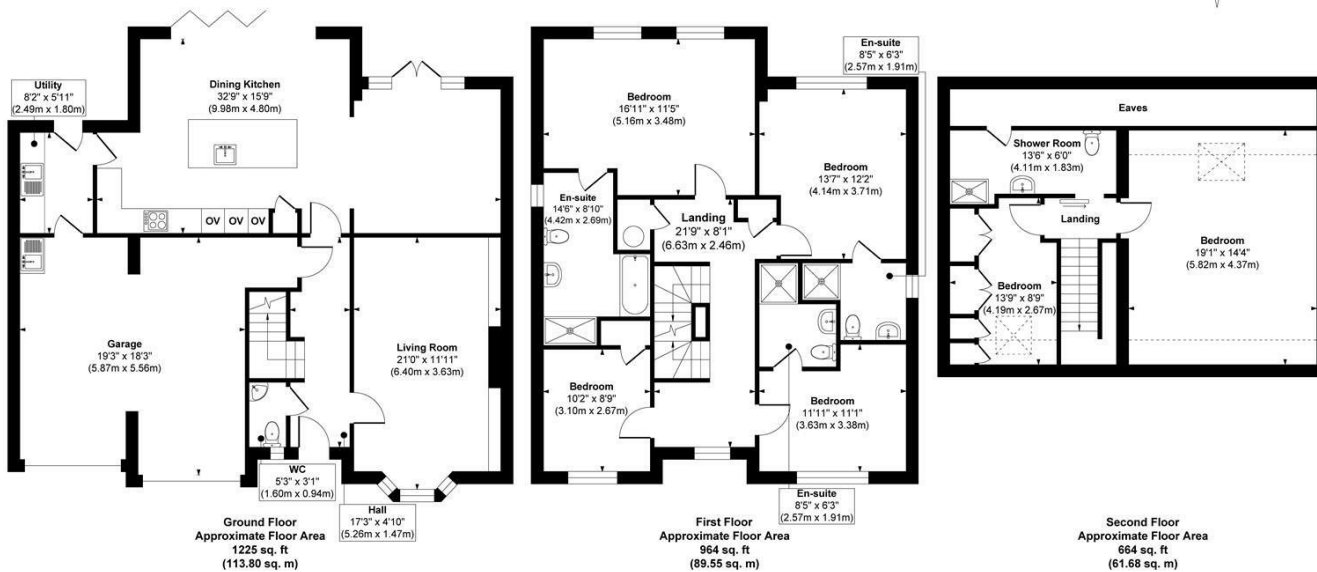 Utility
8'2" x 5'11"
(2.49m x 1.80m)
Dining Kitchen
32'9" x 15'9"
(9.98m x 4.80m)
OV OV OV
Garage
19'3" x 18'3"
(5.87m x 5.56m)
Living Room
21'0" x 11'11"
(6.40m x 3.63m)
WC
5'3" x 3'1"
(1.60m x 0.94m)
Hall
17'3" x 4'10"
(5.26m x 1.47m)
Ground Floor
Approximate Floor Area
1225 sq. ft
(113.80 sq. m)
En-suite
8'5" x 6'3"
(2.57m x 1.91m)
Bedroom
16'11" x 11'5"
(5.16m x 3.48m)
Bedroom
13'7" x 12'2"
(4.14m x 3.71m)
En-suite
14'6" x 8'10"
(4.42m x 2.69m)
Landing
21'9" x 8'1"
(6.63m x 2.46m)
Bedroom
10'2" x 8'9"
(3.10m x 2.67m)
Bedroom
11'11" x 11'1"
(3.63m x 3.38m)
En-suite
8'5" x 6'3"
(2.57m x 1.91m)
First Floor
Approximate Floor Area
964 sq. ft
(89.55 sq. m)
Eaves
Shower Room
13'6" x 6'0"
(4.11m x 1.83m)
Landing
Bedroom
19'1" x 14'4"
(5.82m x 4.37m)
Bedroom
13'9" x 8'9"
(4.19m x 2.67m)
Second Floor
Approximate Floor Area
664 sq. ft
(61.68 sq. m)